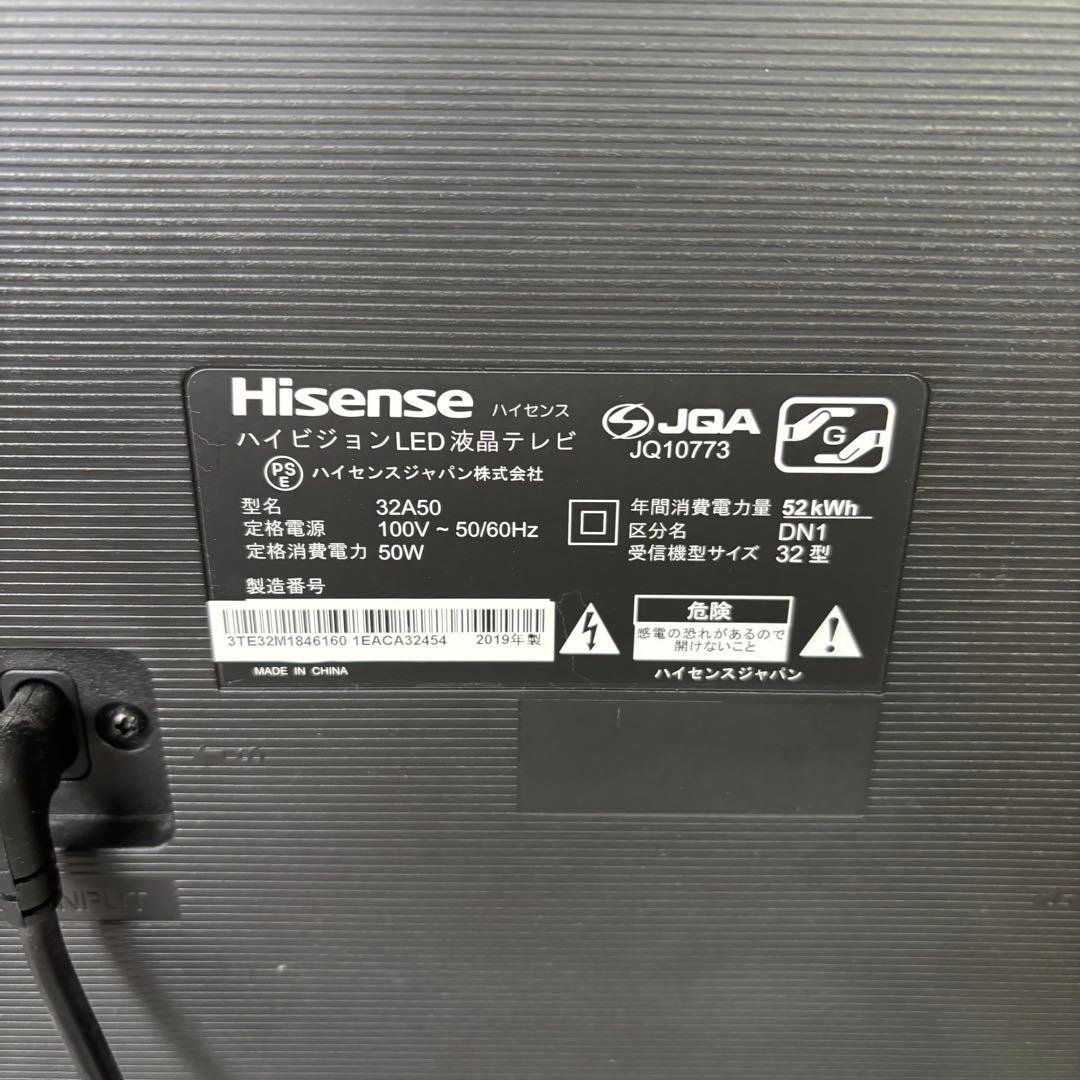 Hisense ハイセンス
ハイビジョンLED液晶テレビ
PSE ハイセンスジャパン株式会社
JQA
JQ10773
G
型名 32A50
定格電源 100V ~ 50/60Hz
定格消費電力 50W
年間消費電力量 52kWh
区分名 DN1
受信機型サイズ 32型
製造番号
3TE32M1846160 1EACA32454 2019年製
MADE IN CHINA
危険
感電の恐れがあるので
開けないこと
ハイセンスジャパン
INPUT